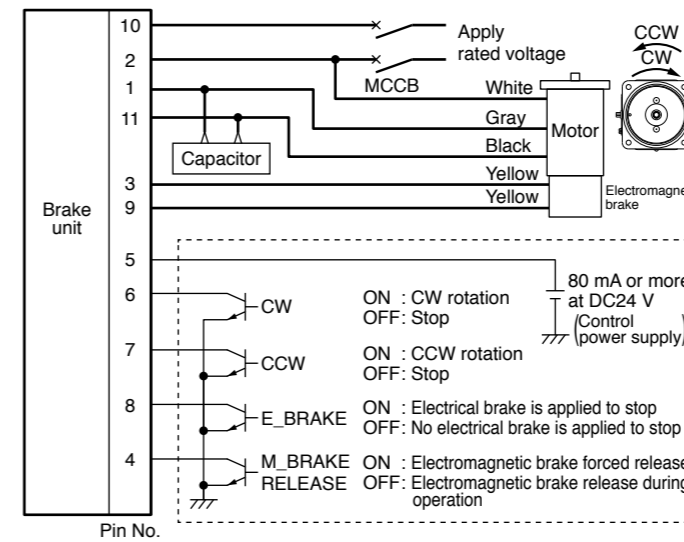 10
Apply
rated voltage
CCW
CW
2
MCCB
1
White
11
Gray
Black
Motor
Capacitor
3
Yellow
9
Yellow
brake
Brake
unit
5
80 mA or more
at DC24 V
(Control
power supply)
6
CW
ON : CW rotation
OFF: Stop
7
CCW
ON : CCW rotation
OFF: Stop
8
E_BRAKE
ON : Electrical brake is applied to stop
OFF: No electrical brake is applied to stop
4
M_BRAKE
RELEASE
ON : Electromagnetic brake forced release
OFF: Electromagnetic brake release during
operation
Pin No.